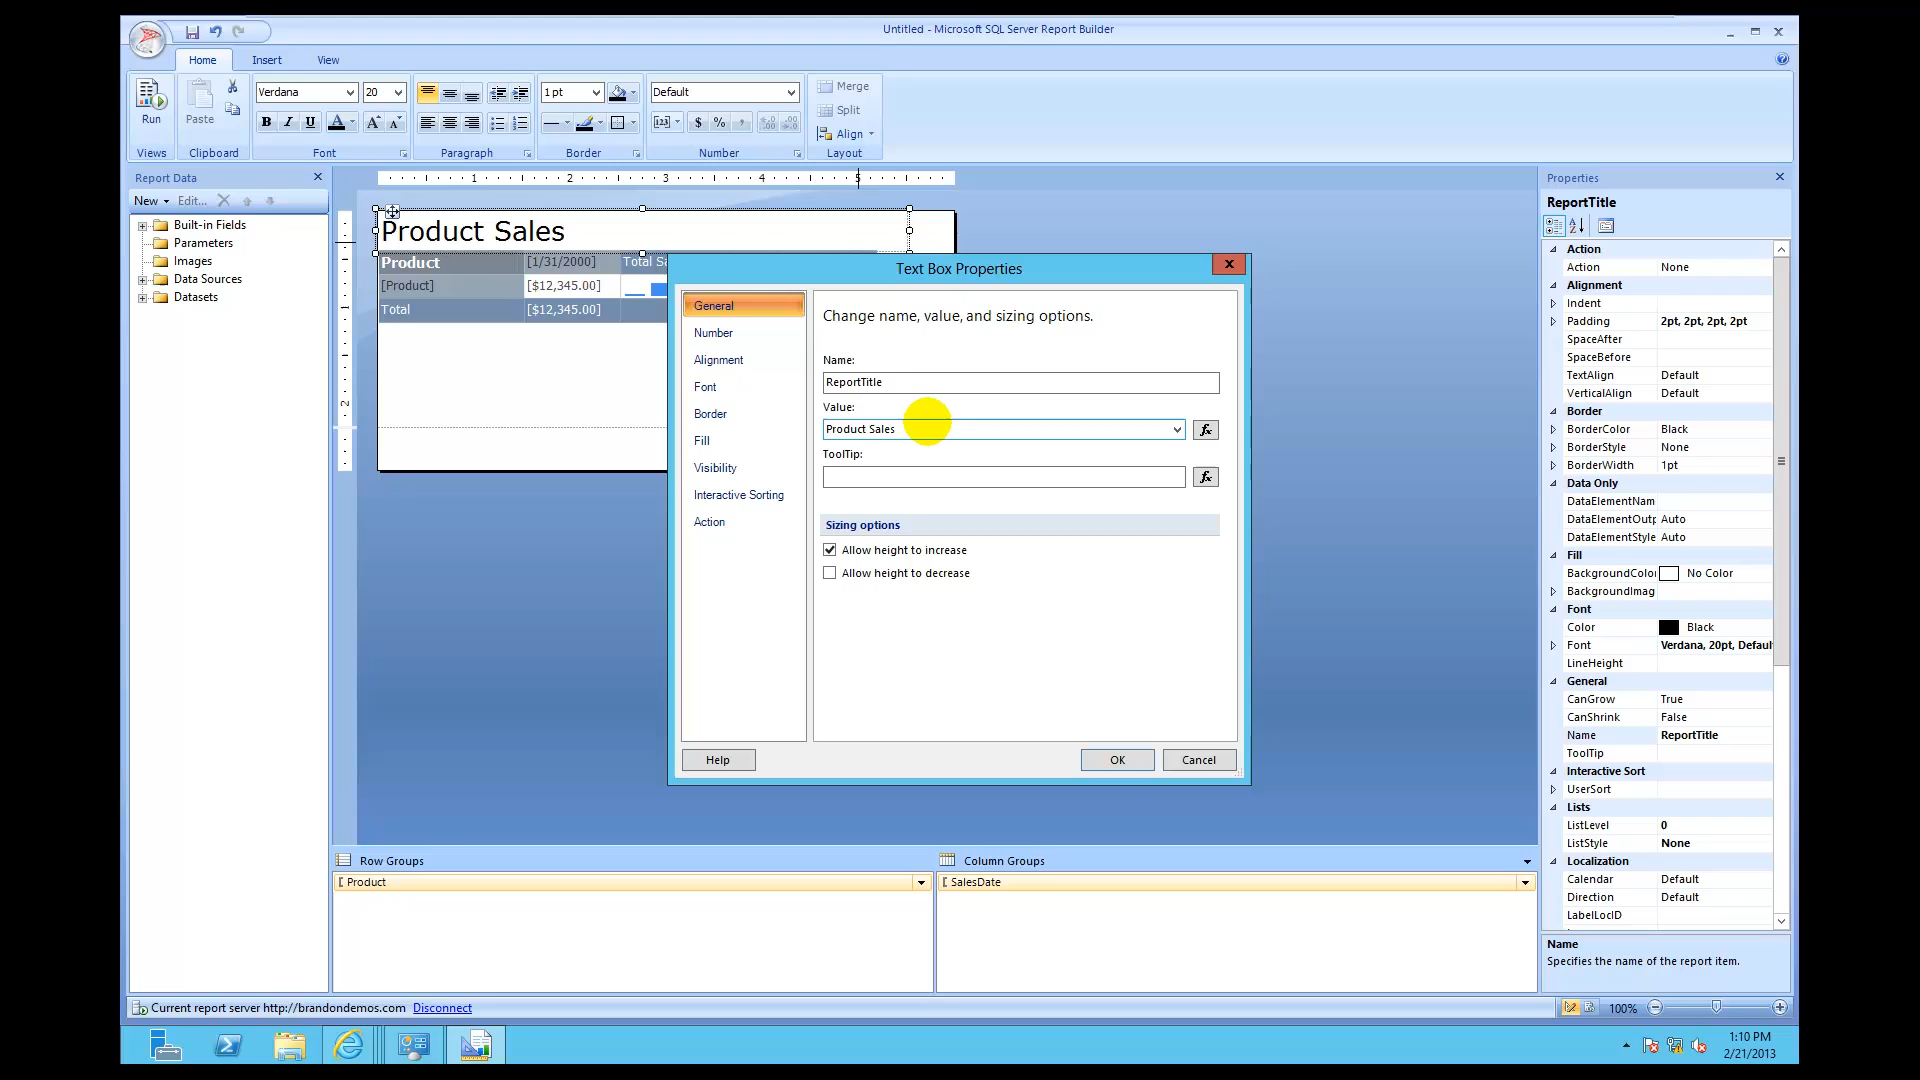 Untitled - Microsoft SQL Server Report Builder
Home
Insert
View
Run
Paste
Verdana
20
1 pt
Default
Merge
Split
Align
B I U A A A
$ % ,
Views
Clipboard
Font
Paragraph
Border
Number
Layout
Report Data
New
Edit...
Built-in Fields
Parameters
Images
Data Sources
Datasets
1 2 3 4 5
2
Product Sales
Product
[1/31/2000]
Total Sa
[Product]
[$12,345.00]
Total
[$12,345.00]
Text Box Properties
General
Number
Alignment
Font
Border
Fill
Visibility
Interactive Sorting
Action
Change name, value, and sizing options.
Name:
ReportTitle
Value:
Product Sales
fx
ToolTip:
fx
Sizing options
Allow height to increase
Allow height to decrease
Help
OK
Cancel
Properties
ReportTitle
Action
Action None
Alignment
Indent
Padding 2pt, 2pt, 2pt, 2pt
SpaceAfter
SpaceBefore
TextAlign Default
VerticalAlign Default
Border
BorderColor Black
BorderStyle None
BorderWidth 1pt
Data Only
DataElementNam
DataElementOutp Auto
DataElementStyle Auto
Fill
BackgroundColor No Color
BackgroundImag
Font
Color Black
Font Verdana, 20pt, Defaul
LineHeight
General
CanGrow True
CanShrink False
Name ReportTitle
ToolTip
Interactive Sort
UserSort
Lists
ListLevel 0
ListStyle None
Localization
Calendar Default
Direction Default
LabelLocID
Name
Specifies the name of the report item.
Row Groups
Product
Column Groups
SalesDate
Current report server http://brandondemos.com Disconnect
100%
1:10 PM
2/21/2013